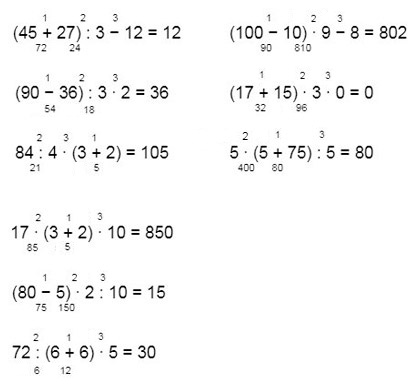 1 2 3
(45 + 27) : 3 − 12 = 12
72 24
1 2 3
(100 − 10) · 9 − 8 = 802
90 810
1 2 3
(90 − 36) : 3 · 2 = 36
54 18
1 2 3
(17 + 15) · 3 · 0 = 0
32 96
2 3 1
84 : 4 · (3 + 2) = 105
21 5
2 1 3
5 · (5 + 75) : 5 = 80
400 80
2 1 3
17 · (3 + 2) · 10 = 850
85 5
1 2 3
(80 − 5) · 2 : 10 = 15
75 150
2 1 3
72 : (6 + 6) · 5 = 30
6 12